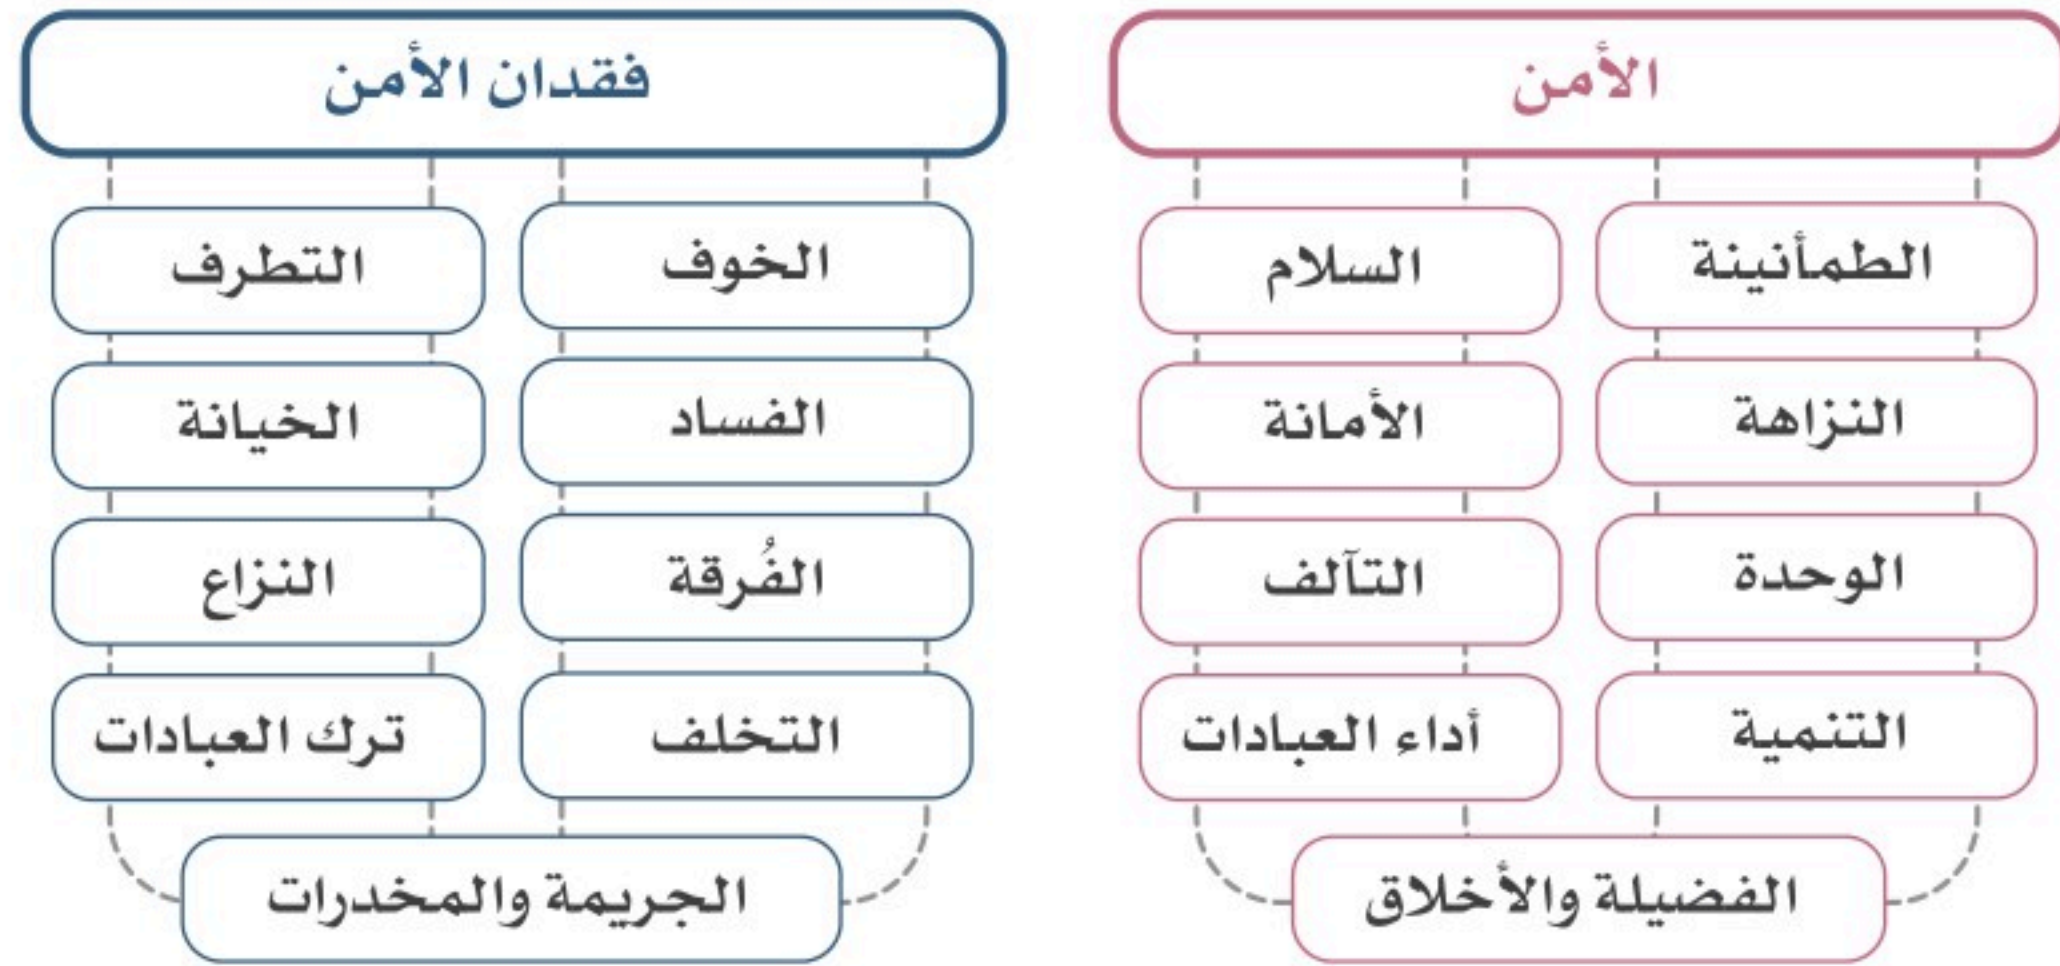 الأمن
الطمأنينة
السلام
النزاهة
الأمانة
الوحدة
التآلف
التنمية
أداء العبادات
الفضيلة والأخلاق
فقدان الأمن
الخوف
التطرف
الفساد
الخيانة
الفُرقة
النزاع
التخلف
ترك العبادات
الجريمة والمخدرات